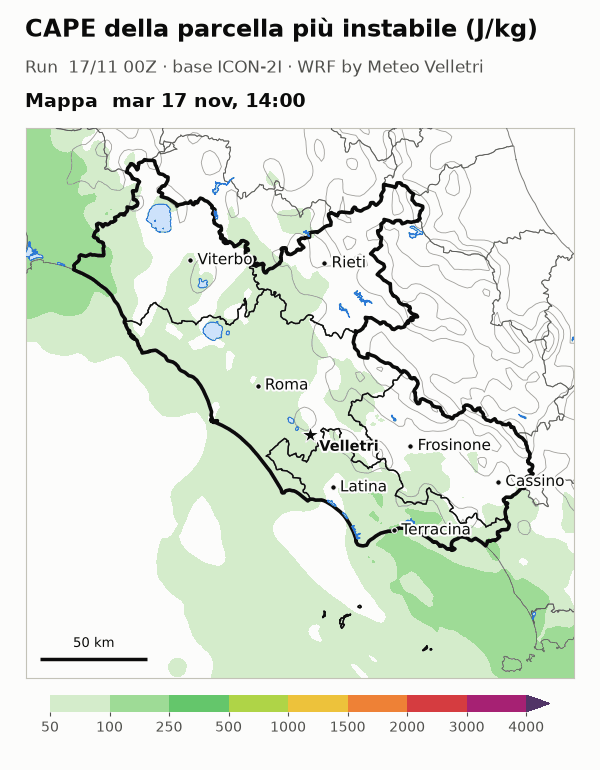 CAPE della parcella più instabile (J/kg)
Run 17/11 00Z · base ICON-2I · WRF by Meteo Velletri
Mappa mar 17 nov, 14:00
Viterbo
Rieti
Roma
Velletri
Frosinone
Cassino
Latina
Terracina
50 km
50 100 250 500 1000 1500 2000 3000 4000